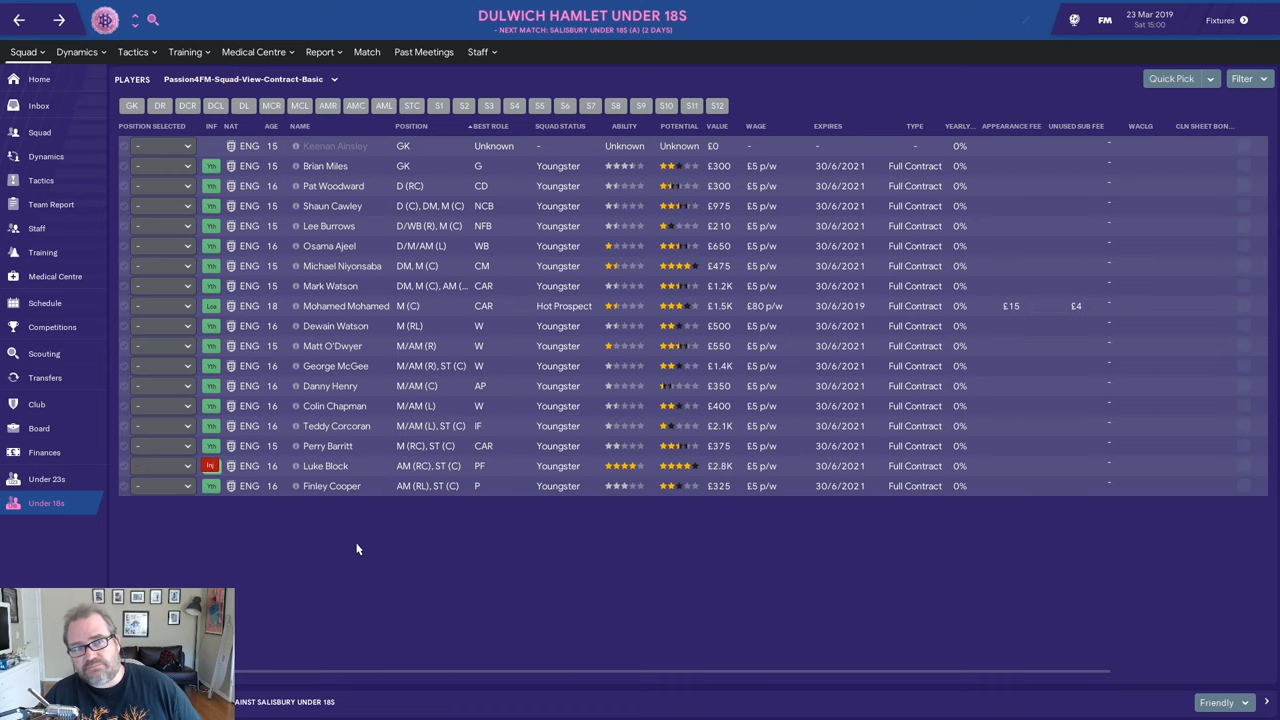 DULWICH HAMLET UNDER 18S
- NEXT MATCH: SALISBURY UNDER 18S (A) (2 DAYS)
FM 23 Mar 2019 Sat 15:00 Fixtures
Squad Dynamics Tactics Training Medical Centre Report Match Past Meetings Staff
Home
Inbox
Squad
Dynamics
Tactics
Team Report
Staff
Training
Medical Centre
Schedule
Competitions
Scouting
Transfers
Club
Board
Finances
Under 23s
Under 18s
PLAYERS Passion4FM-Squad-View-Contract-Basic Quick Pick Filter
GK DR DCR DCL DL MCR MCL AMR AMC AML STC S1 S2 S3 S4 S5 S6 S7 S8 S9 S10 S11 S12
POSITION SELECTED INF NAT AGE NAME POSITION BEST ROLE SQUAD STATUS ABILITY POTENTIAL VALUE WAGE EXPIRES TYPE YEARLY... APPEARANCE FEE UNUSED SUB FEE WACLG CLN SHEET BON...
- ENG 15 Keenan Ainsley GK Unknown - Unknown Unknown £0 - - - 0% -
- Yth ENG 15 Brian Miles GK G Youngster £300 £5 p/w 30/6/2021 Full Contract 0% -
- Yth ENG 16 Pat Woodward D (RC) CD Youngster £300 £5 p/w 30/6/2021 Full Contract 0% -
- Yth ENG 15 Shaun Cawley D (C), DM, M (C) NCB Youngster £975 £5 p/w 30/6/2021 Full Contract 0% -
- Yth ENG 15 Lee Burrows D/WB (R), M (C) NFB Youngster £210 £5 p/w 30/6/2021 Full Contract 0% -
- Yth ENG 16 Osama Ajeel D/M/AM (L) WB Youngster £650 £5 p/w 30/6/2021 Full Contract 0% -
- Yth ENG 15 Michael Niyonsaba DM, M (C) CM Youngster £475 £5 p/w 30/6/2021 Full Contract 0% -
- Yth ENG 15 Mark Watson DM, M (C), AM (... CAR Youngster £1.2K £5 p/w 30/6/2021 Full Contract 0% -
- Loa ENG 18 Mohamed Mohamed M (C) CAR Hot Prospect £1.5K £80 p/w 30/6/2019 Full Contract 0% £15 £4 -
- Yth ENG 16 Dewain Watson M (RL) W Youngster £500 £5 p/w 30/6/2021 Full Contract 0% -
- Yth ENG 15 Matt O'Dwyer M/AM (R) W Youngster £550 £5 p/w 30/6/2021 Full Contract 0% -
- Yth ENG 16 George McGee M/AM (R), ST (C) W Youngster £1.4K £5 p/w 30/6/2021 Full Contract 0% -
- Yth ENG 16 Danny Henry M/AM (C) AP Youngster £350 £5 p/w 30/6/2021 Full Contract 0% -
- Yth ENG 16 Colin Chapman M/AM (L) W Youngster £400 £5 p/w 30/6/2021 Full Contract 0% -
- Yth ENG 16 Teddy Corcoran M/AM (L), ST (C) IF Youngster £2.1K £5 p/w 30/6/2021 Full Contract 0% -
- Yth ENG 15 Perry Barritt M (RC), ST (C) CAR Youngster £375 £5 p/w 30/6/2021 Full Contract 0% -
- Inj ENG 16 Luke Block AM (RC), ST (C) PF Youngster £2.8K £5 p/w 30/6/2021 Full Contract 0% -
- Yth ENG 16 Finley Cooper AM (RL), ST (C) P Youngster £325 £5 p/w 30/6/2021 Full Contract 0% -
AGAINST SALISBURY UNDER 18S Friendly